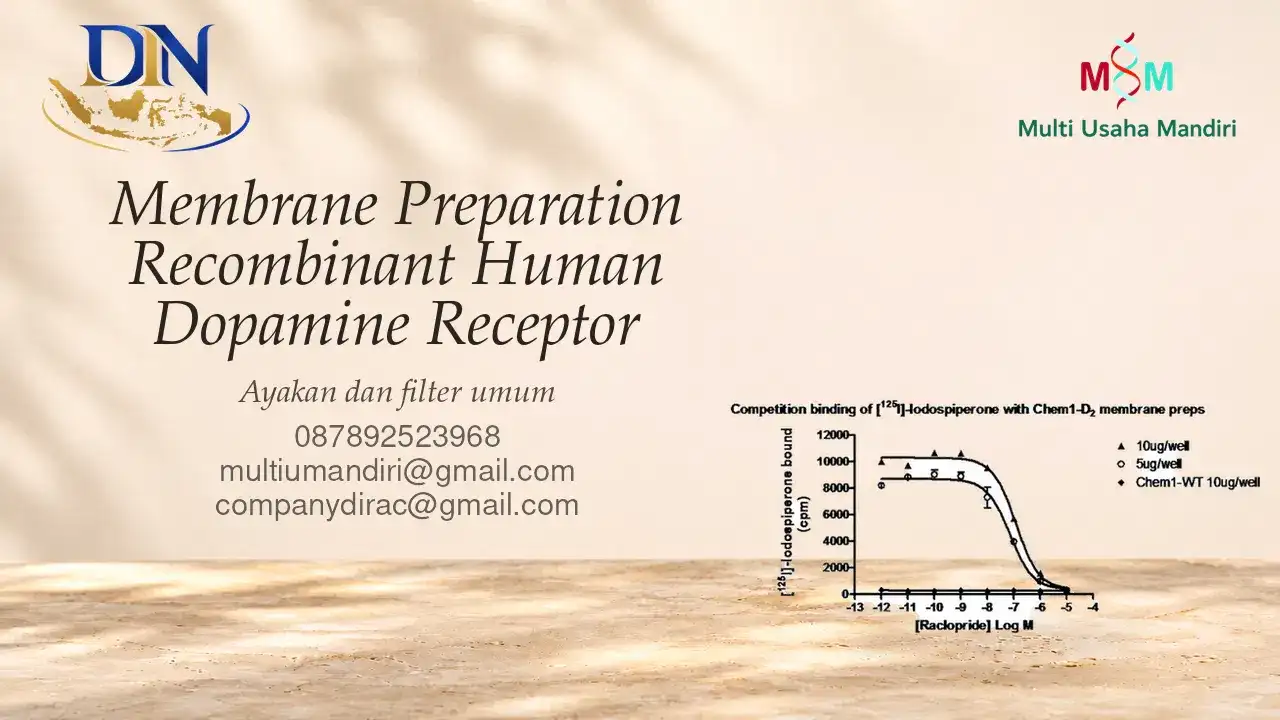 DIN
M M
Multi Usaha Mandiri
Membrane Preparation
Recombinant Human
Dopamine Receptor
Ayakan dan filter umum
087892523968
multiumandiri@gmail.com
companydirac@gmail.com
Competition binding of [¹²⁵I]-Iodospiperone with Chem1-D₂ membrane preps
[¹²⁵I]-Iodospiperone bound
(cpm)
12000
10000
8000
6000
4000
2000
0
-13 -12 -11 -10 -9 -8 -7 -6 -5 -4
[Raclopride] Log M
10ug/well
5ug/well
Chem1-WT 10ug/well